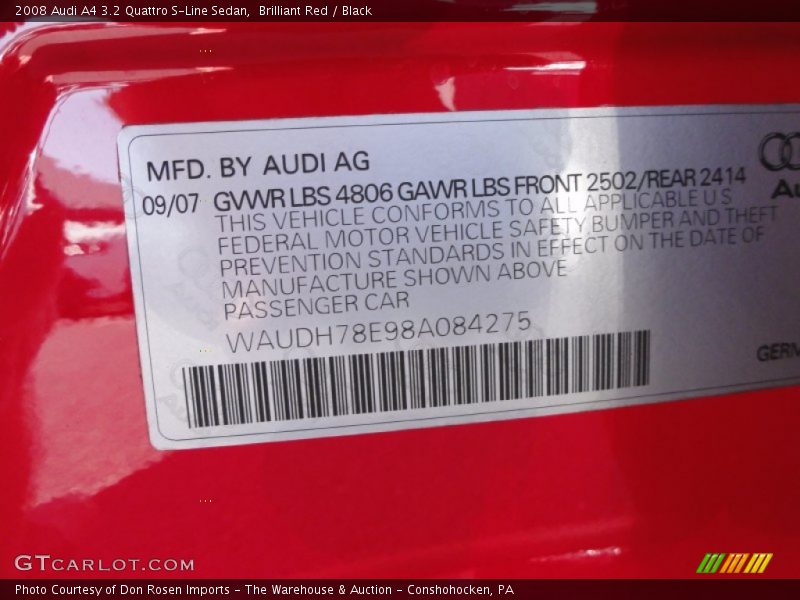 2008 Audi A4 3.2 Quattro S-Line Sedan,  Brilliant Red / Black
MFD. BY AUDI AG
09/07 GVWR LBS 4806 GAWR LBS FRONT 2502/REAR 2414
THIS VEHICLE CONFORMS TO ALL APPLICABLE U S
FEDERAL MOTOR VEHICLE SAFETY,BUMPER AND THEFT
PREVENTION STANDARDS IN EFFECT ON THE DATE OF
MANUFACTURE SHOWN ABOVE
PASSENGER CAR
WAUDH78E98A084275
GTCARLOT.COM
Photo Courtesy of Don Rosen Imports - The Warehouse & Auction - Conshohocken, PA